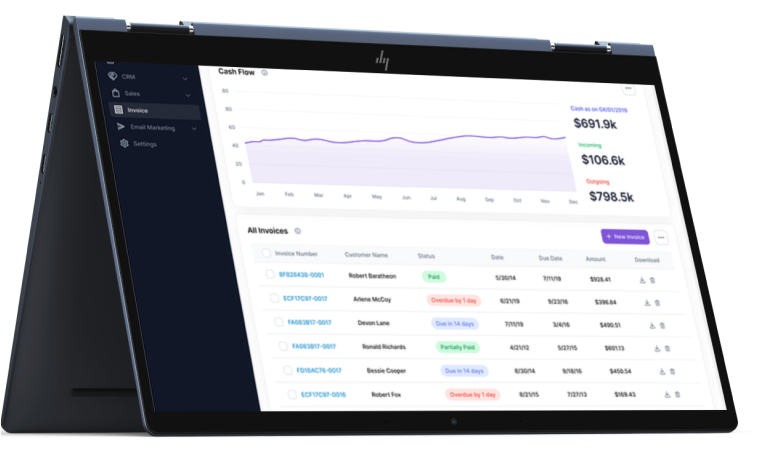 hp
Cash Flow
CRM
Sales
Invoice
Email Marketing
Settings
80
80
60
40
20
0
Jan Feb Mar Apr May Jun Jul Aug Sep Oct Nov Dec
Cash as on 04/01/2019
$691.9k
Incoming
$106.6k
Outgoing
$798.5k
All Invoices
+ New Invoice
Invoice Number Customer Name Status Date Due Date Amount Download
BFB28436-0001 Robert Baratheon Paid 5/30/14 7/11/19 $928.41
ECF17C97-0017 Arlene McCoy Overdue by 1 day 6/21/19 9/23/16 $396.84
FA083B17-0017 Devon Lane Due in 14 days 7/11/19 3/4/16 $490.51
FA083B17-0017 Ronald Richards Partially Paid 4/21/12 5/27/15 $601.13
FD18AC76-0017 Bessie Cooper Due in 14 days 8/30/14 9/18/16 $450.54
ECF17C97-0016 Robert Fox Overdue by 1 day 8/21/15 7/27/13 $169.43